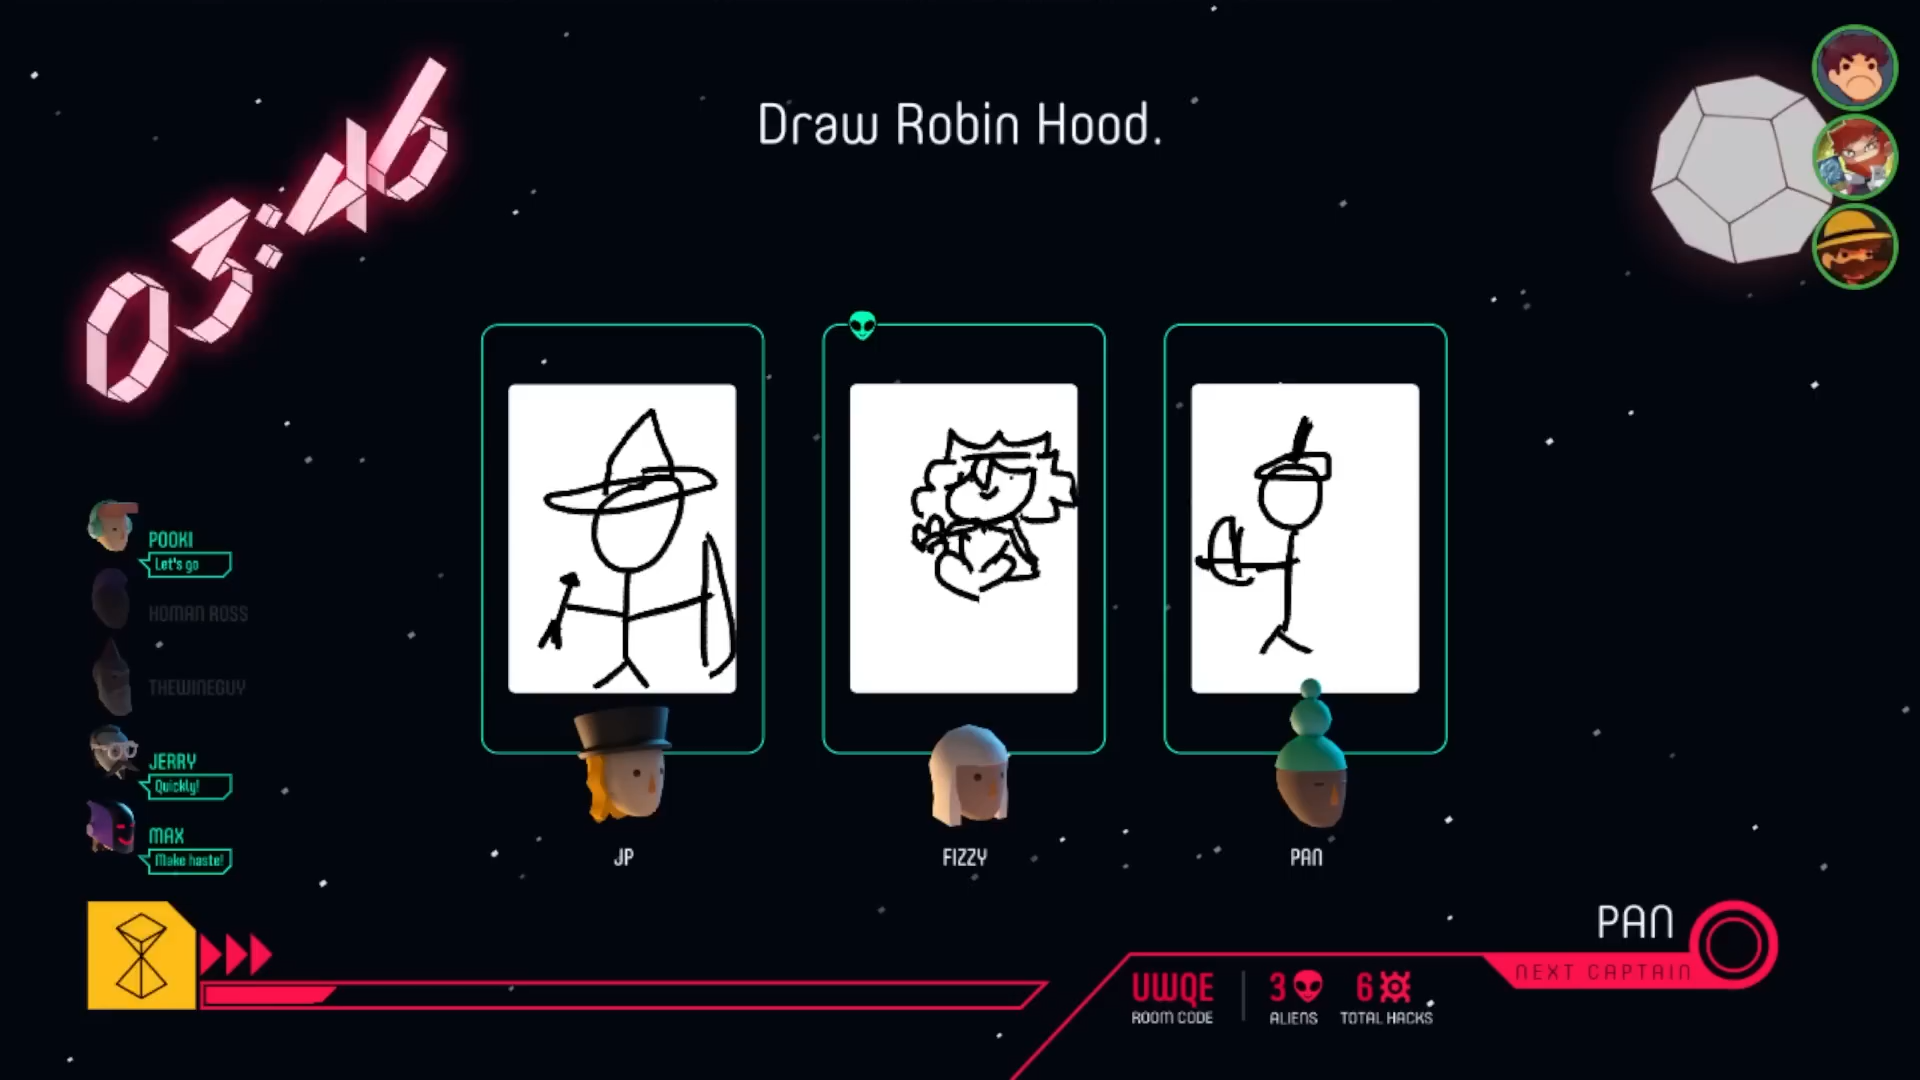 03:46
Draw Robin Hood.
POOKI
Let's go
HOMAN ROSS
THEWINEGUY
JERRY
Quickly!
MAX
Make haste!
JP
FIZZY
PAN
PAN
NEXT CAPTAIN
UWQE
ROOM CODE
3
ALIENS
6
TOTAL HACKS